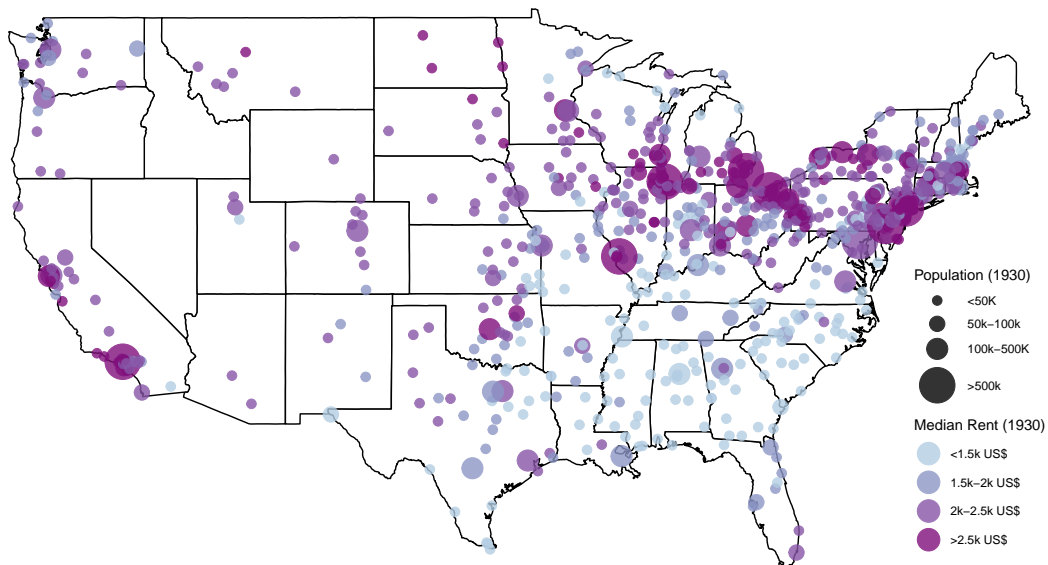 Population (1930)
<50K
50k−100k
100k−500K
>500k
Median Rent (1930)
<1.5k US$
1.5k−2k US$
2k−2.5k US$
>2.5k US$